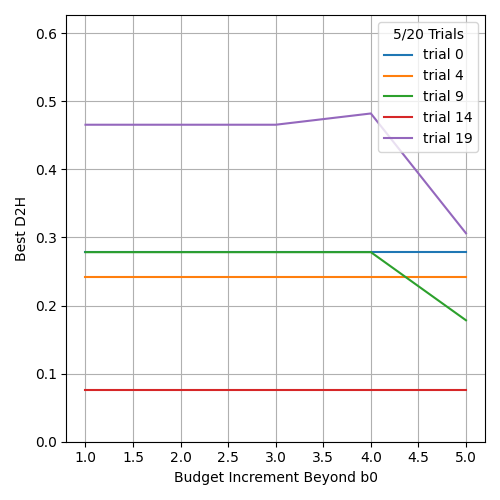 5/20 Trials
trial 0
trial 4
trial 9
trial 14
trial 19
Best D2H
0.6
0.5
0.4
0.3
0.2
0.1
0.0
1.0 1.5 2.0 2.5 3.0 3.5 4.0 4.5 5.0
Budget Increment Beyond b0